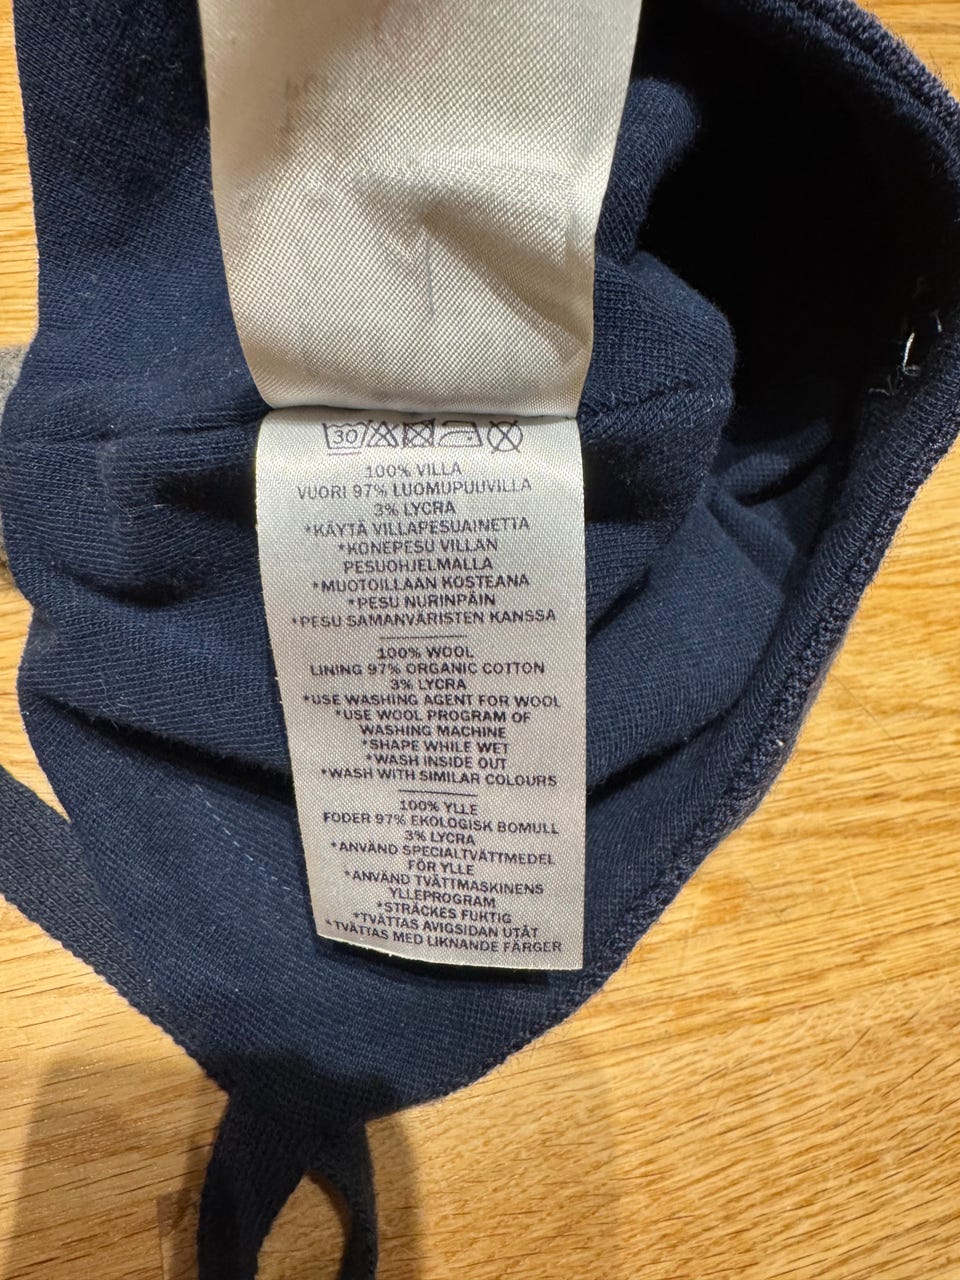 30
100% VILLA
VUORI 97% LUOMUPUUVILLA
3% LYCRA
*KÄYTÄ VILLAPESUAINETTA
*KONEPESU VILLAN
PESUOHJELMALLA
*MUOTOILLAAN KOSTEANA
*PESU NURINPÄIN
*PESU SAMANVÄRISTEN KANSSA
100% WOOL
LINING 97% ORGANIC COTTON
3% LYCRA
*USE WASHING AGENT FOR WOOL
*USE WOOL PROGRAM OF
WASHING MACHINE
*SHAPE WHILE WET
*WASH INSIDE OUT
*WASH WITH SIMILAR COLOURS
100% YLLE
FODER 97% EKOLOGISK BOMULL
3% LYCRA
*ANVÄND SPECIALTVÄTTMEDEL
FÖR YLLE
*ANVÄND TVÄTTMASKINENS
YLLEPROGRAM
*STRÄCKES FUKTIG
*TVÄTTAS AVIGSIDAN UTÅT
*TVÄTTAS MED LIKNANDE FÄRGER